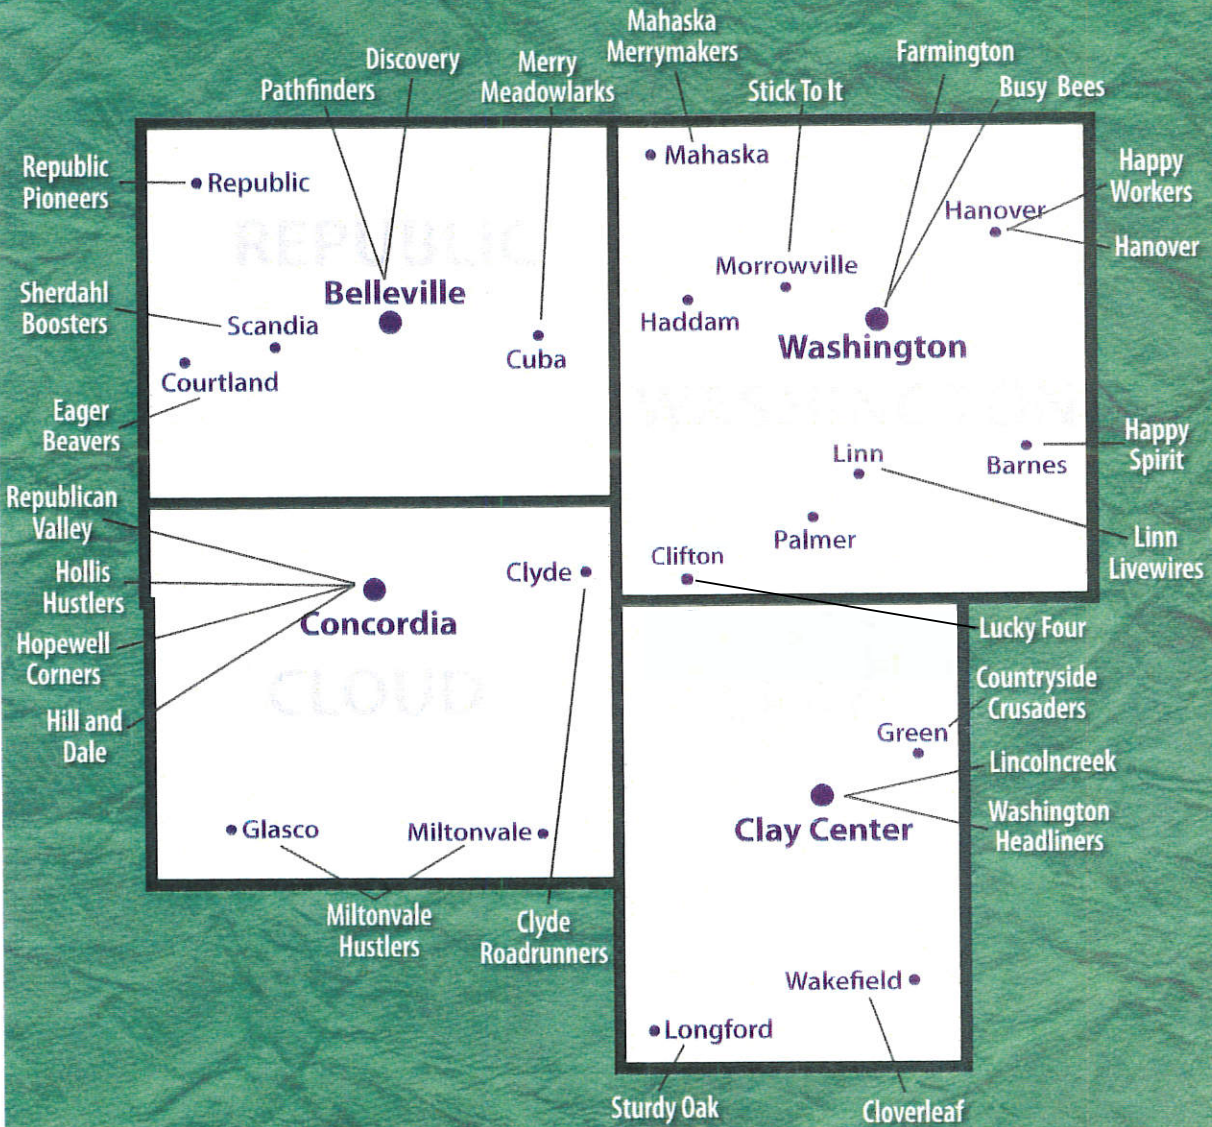 Mahaska
Merrymakers
Discovery
Merry
Meadowlarks
Farmington
Pathfinders
Stick To It
Busy Bees
Republic
Pioneers
Republic
REPUBLIC
Mahaska
Happy
Workers
Hanover
Hanover
Sherdahl
Boosters
Belleville
Scandia
Courtland
Cuba
Morrowville
Haddam
Washington
WASHINGTON
Eager
Beavers
Linn
Barnes
Happy
Spirit
Palmer
Clifton
Linn
Livewires
Republican
Valley
Hollis
Hustlers
Hopewell
Corners
Hill and
Dale
Clyde
Concordia
CLOUD
Lucky Four
Countryside
Crusaders
Green
Lincolncreek
Clay Center
Washington
Headliners
Glasco
Miltonvale
Miltonvale
Hustlers
Clyde
Roadrunners
Wakefield
Longford
Sturdy Oak
Cloverleaf